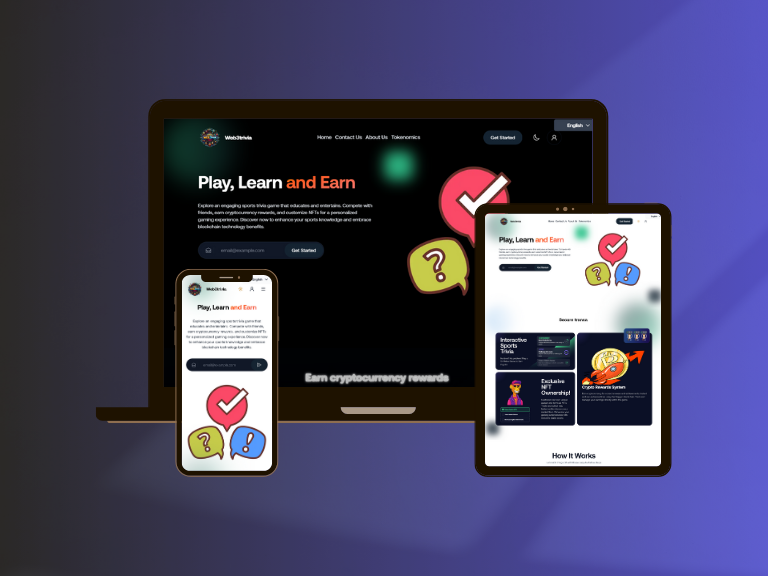 English
Web3trivia
Home Contact Us About Us Tokenomics
Get Started
Play, Learn and Earn
Explore an engaging sports trivia game that educates and entertains. Compete with
friends, earn cryptocurrency rewards, and customize NFTs for a personalized
gaming experience. Discover now to enhance your sports knowledge and embrace
blockchain technology benefits.
email@example.com
Get Started
?
Earn cryptocurrency rewards
English
Web3trivia
Play, Learn and Earn
Explore an engaging sports trivia game that
educates and entertains. Compete with friends,
earn cryptocurrency rewards, and customize NFTs
for a personalized gaming experience. Discover now
to enhance your sports knowledge and embrace
blockchain technology benefits.
email@example.com
?
!
Get Started
Play, Learn and Earn
Get Started
?
!
Interactive
Sports
Trivia
Exclusive
NFT
Ownership!
Crypto Rewards System
How It Works